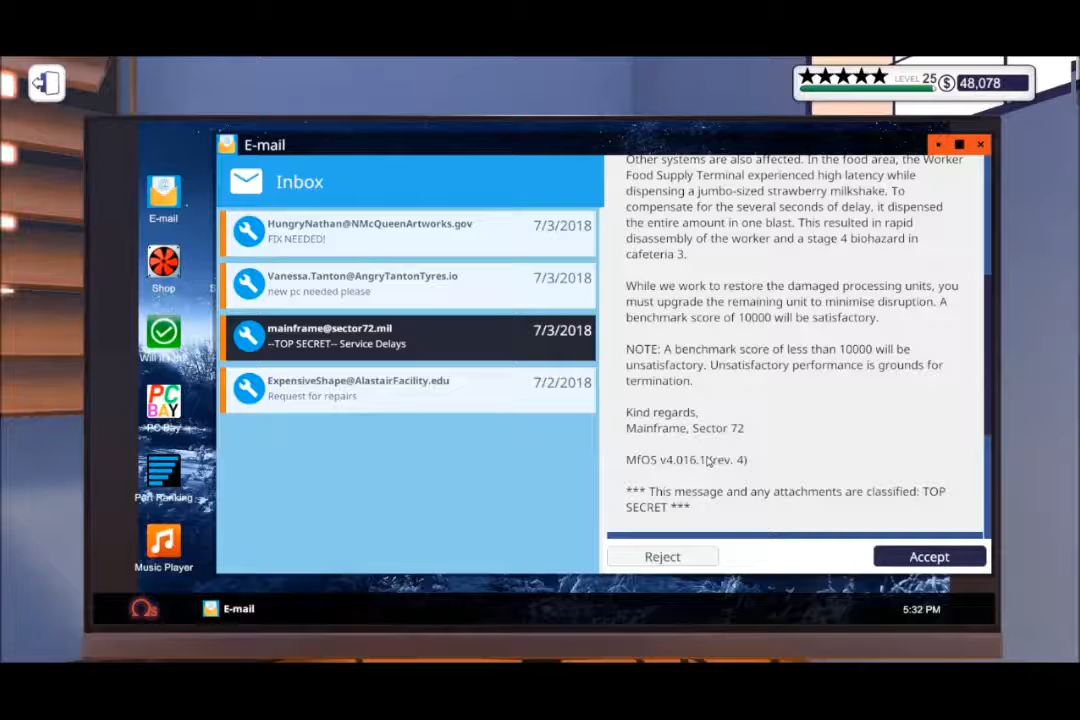 LEVEL 25
$ 48,078
E-mail
Inbox
HungryNathan@NMcQueenArtworks.gov
7/3/2018
FIX NEEDED!
Vanessa.Tanton@AngryTantonTyres.io
7/3/2018
new pc needed please
mainframe@sector72.mil
7/3/2018
--TOP SECRET-- Service Delays
ExpensiveShape@AlastairFacility.edu
7/2/2018
Request for repairs
Other systems are also affected. In the food area, the Worker
Food Supply Terminal experienced high latency while
dispensing a jumbo-sized strawberry milkshake. To
compensate for the several seconds of delay, it dispensed
the entire amount in one blast. This resulted in rapid
disassembly of the worker and a stage 4 biohazard in
cafeteria 3.
While we work to restore the damaged processing units, you
must upgrade the remaining unit to minimise disruption. A
benchmark score of 10000 will be satisfactory.
NOTE: A benchmark score of less than 10000 will be
unsatisfactory. Unsatisfactory performance is grounds for
termination.
Kind regards,
Mainframe, Sector 72
MfOS v4.016.1 (rev. 4)
*** This message and any attachments are classified: TOP
SECRET ***
Reject
Accept
E-mail
Shop
PC
BAY
PC Bay
Part Ranking
Music Player
E-mail
5:32 PM